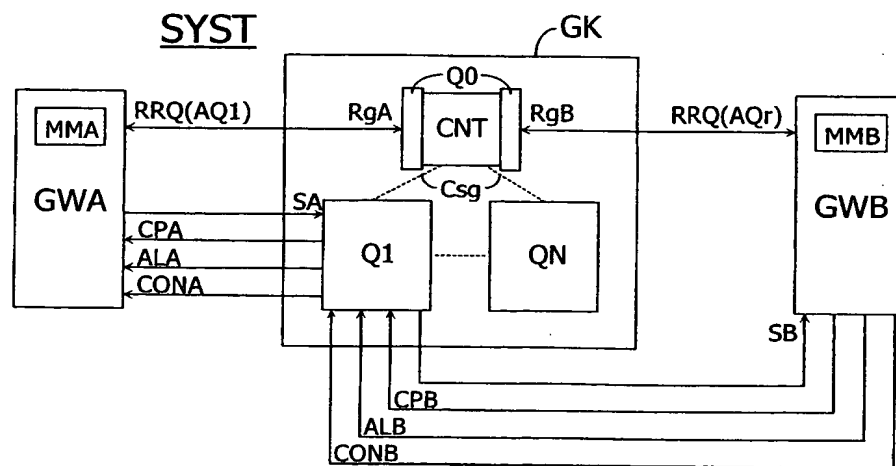 SYST
GK
Q0
RRQ(AQ1)
RgA
CNT
RgB
RRQ(AQr)
MMA
MMB
GWA
GWB
Csg
SA
CPA
ALA
CONA
Q1
QN
SB
CPB
ALB
CONB